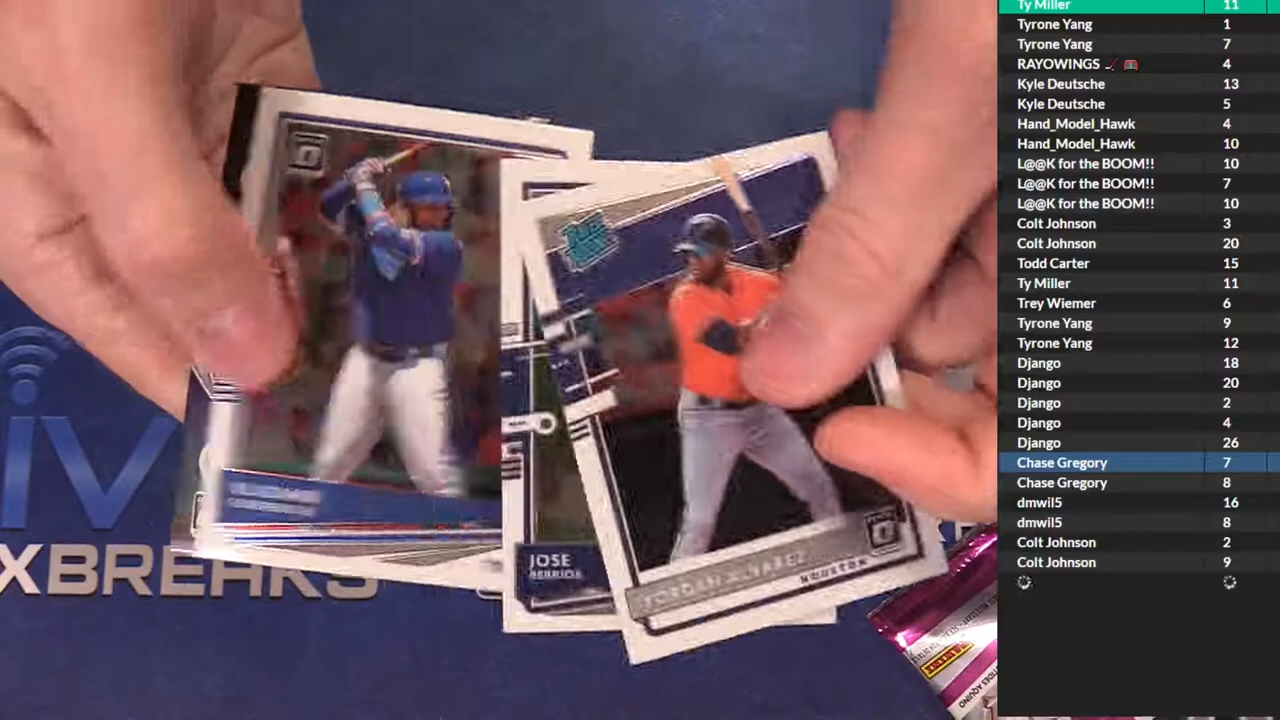 Ty Miller 11
Tyrone Yang 1
Tyrone Yang 7
RAYOWINGS 4
Kyle Deutsche 13
Kyle Deutsche 5
Hand_Model_Hawk 4
Hand_Model_Hawk 10
L@@K for the BOOM!! 10
L@@K for the BOOM!! 7
L@@K for the BOOM!! 10
Colt Johnson 3
Colt Johnson 20
Todd Carter 15
Ty Miller 11
Trey Wiemer 6
Tyrone Yang 9
Tyrone Yang 12
Django 18
Django 20
Django 2
Django 4
Django 26
Chase Gregory 7
Chase Gregory 8
dmwil5 16
dmwil5 8
Colt Johnson 2
Colt Johnson 9
JOSE
BERRIOS
YORDAN ALVAREZ
HOUSTON
iV
XBREAKS
PANINI